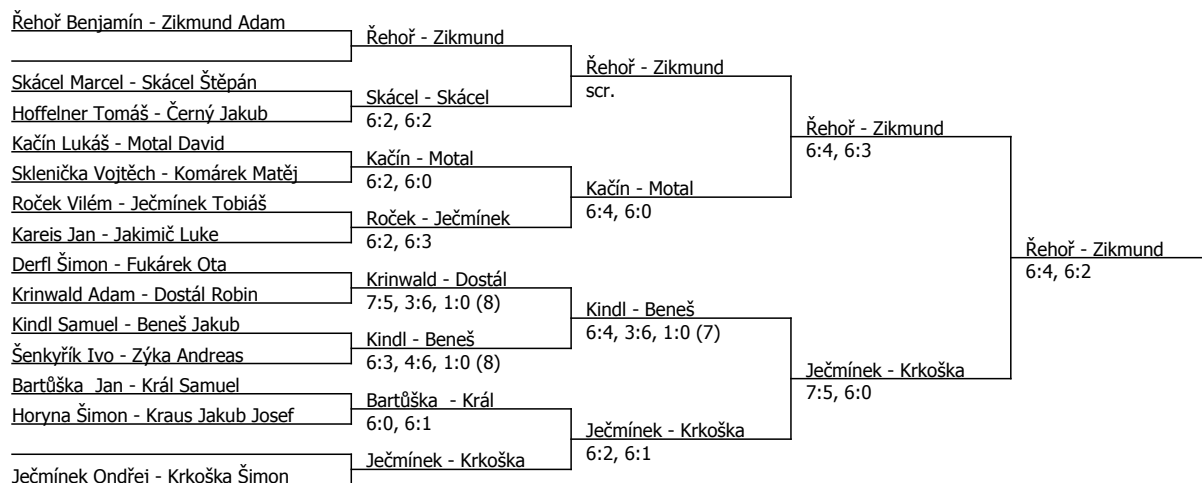 Řehoř Benjamín - Zikmund Adam
Skácel Marcel - Skácel Štěpán
Hoffelner Tomáš - Černý Jakub
Kačín Lukáš - Motal David
Sklenička Vojtěch - Komárek Matěj
Roček Vilém - Ječmínek Tobiáš
Kareis Jan - Jakimič Luke
Derfl Šimon - Fukárek Ota
Krinwald Adam - Dostál Robin
Kindl Samuel - Beneš Jakub
Šenkyřík Ivo - Zýka Andreas
Bartůška  Jan - Král Samuel
Horyna Šimon - Kraus Jakub Josef
Ječmínek Ondřej - Krkoška Šimon
Řehoř - Zikmund
Skácel - Skácel
6:2, 6:2
Kačín - Motal
6:2, 6:0
Roček - Ječmínek
6:2, 6:3
Krinwald - Dostál
7:5, 3:6, 1:0 (8)
Kindl - Beneš
6:3, 4:6, 1:0 (8)
Bartůška  - Král
6:0, 6:1
Ječmínek - Krkoška
Řehoř - Zikmund
scr.
Kačín - Motal
6:4, 6:0
Kindl - Beneš
6:4, 3:6, 1:0 (7)
Ječmínek - Krkoška
6:2, 6:1
Řehoř - Zikmund
6:4, 6:3
Ječmínek - Krkoška
7:5, 6:0
Řehoř - Zikmund
6:4, 6:2